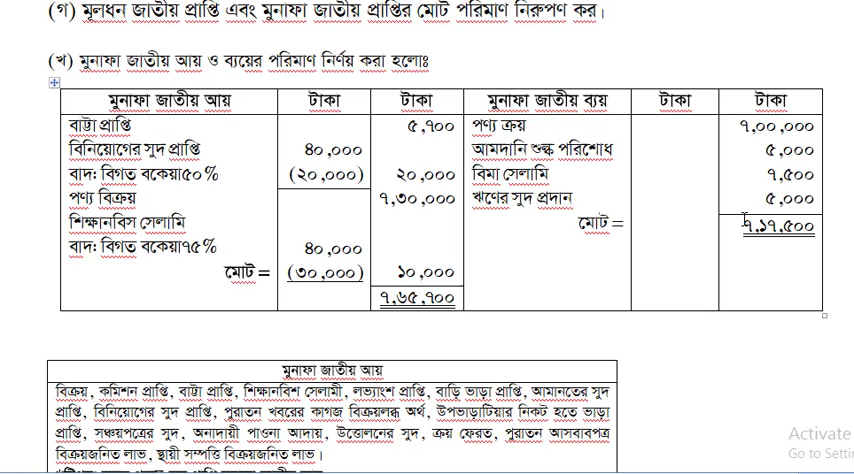 (গ) মূলধন জাতীয় প্রাপ্তি এবং মুনাফা জাতীয় প্রাপ্তির মোট পরিমাণ নিরুপণ কর।
(খ) মুনাফা জাতীয় আয় ও ব্যয়ের পরিমাণ নির্ণয় করা হলোঃ
মুনাফা জাতীয় আয় টাকা টাকা মুনাফা জাতীয় ব্যয় টাকা টাকা
বাট্টা প্রাপ্তি ৫,৭০০ পণ্য ক্রয় ৭,০০,০০০
বিনিয়োগের সুদ প্রাপ্তি ৪০,০০০ আমদানি শুল্ক পরিশোধ ৫,০০০
বাদ: বিগত বকেয়া৫০% (২০,০০০) ২০,০০০ বিমা সেলামি ৭,৫০০
পণ্য বিক্রয় ৭,৩০,০০০ ঋণের সুদ প্রদান ৫,০০০
শিক্ষানবিস সেলামি মোট = ৭,১৭,৫০০
বাদ: বিগত বকেয়া৭৫% ৪০,০০০
মোট = (৩০,০০০) ১০,০০০
৭,৬৫,৭০০
মুনাফা জাতীয় আয়
বিক্রয়, কমিশন প্রাপ্তি, বাট্টা প্রাপ্তি, শিক্ষানবিশ সেলামী, লভ্যাংশ প্রাপ্তি, বাড়ি ভাড়া প্রাপ্তি, আমানতের সুদ
প্রাপ্তি, বিনিয়োগের সুদ প্রাপ্তি, পুরাতন খবরের কাগজ বিক্রয়লব্ধ অর্থ, উপভাড়াটিয়ার নিকট হতে ভাড়া
প্রাপ্তি, সঞ্চয়পত্রের সুদ, অনাদায়ী পাওনা আদায়, উত্তোলনের সুদ, ক্রয় ফেরত, পুরাতন আসবাবপত্র
বিক্রয়জনিত লাভ, স্থায়ী সম্পত্তি বিক্রয়জনিত লাভ।
Activate
Go to Settin